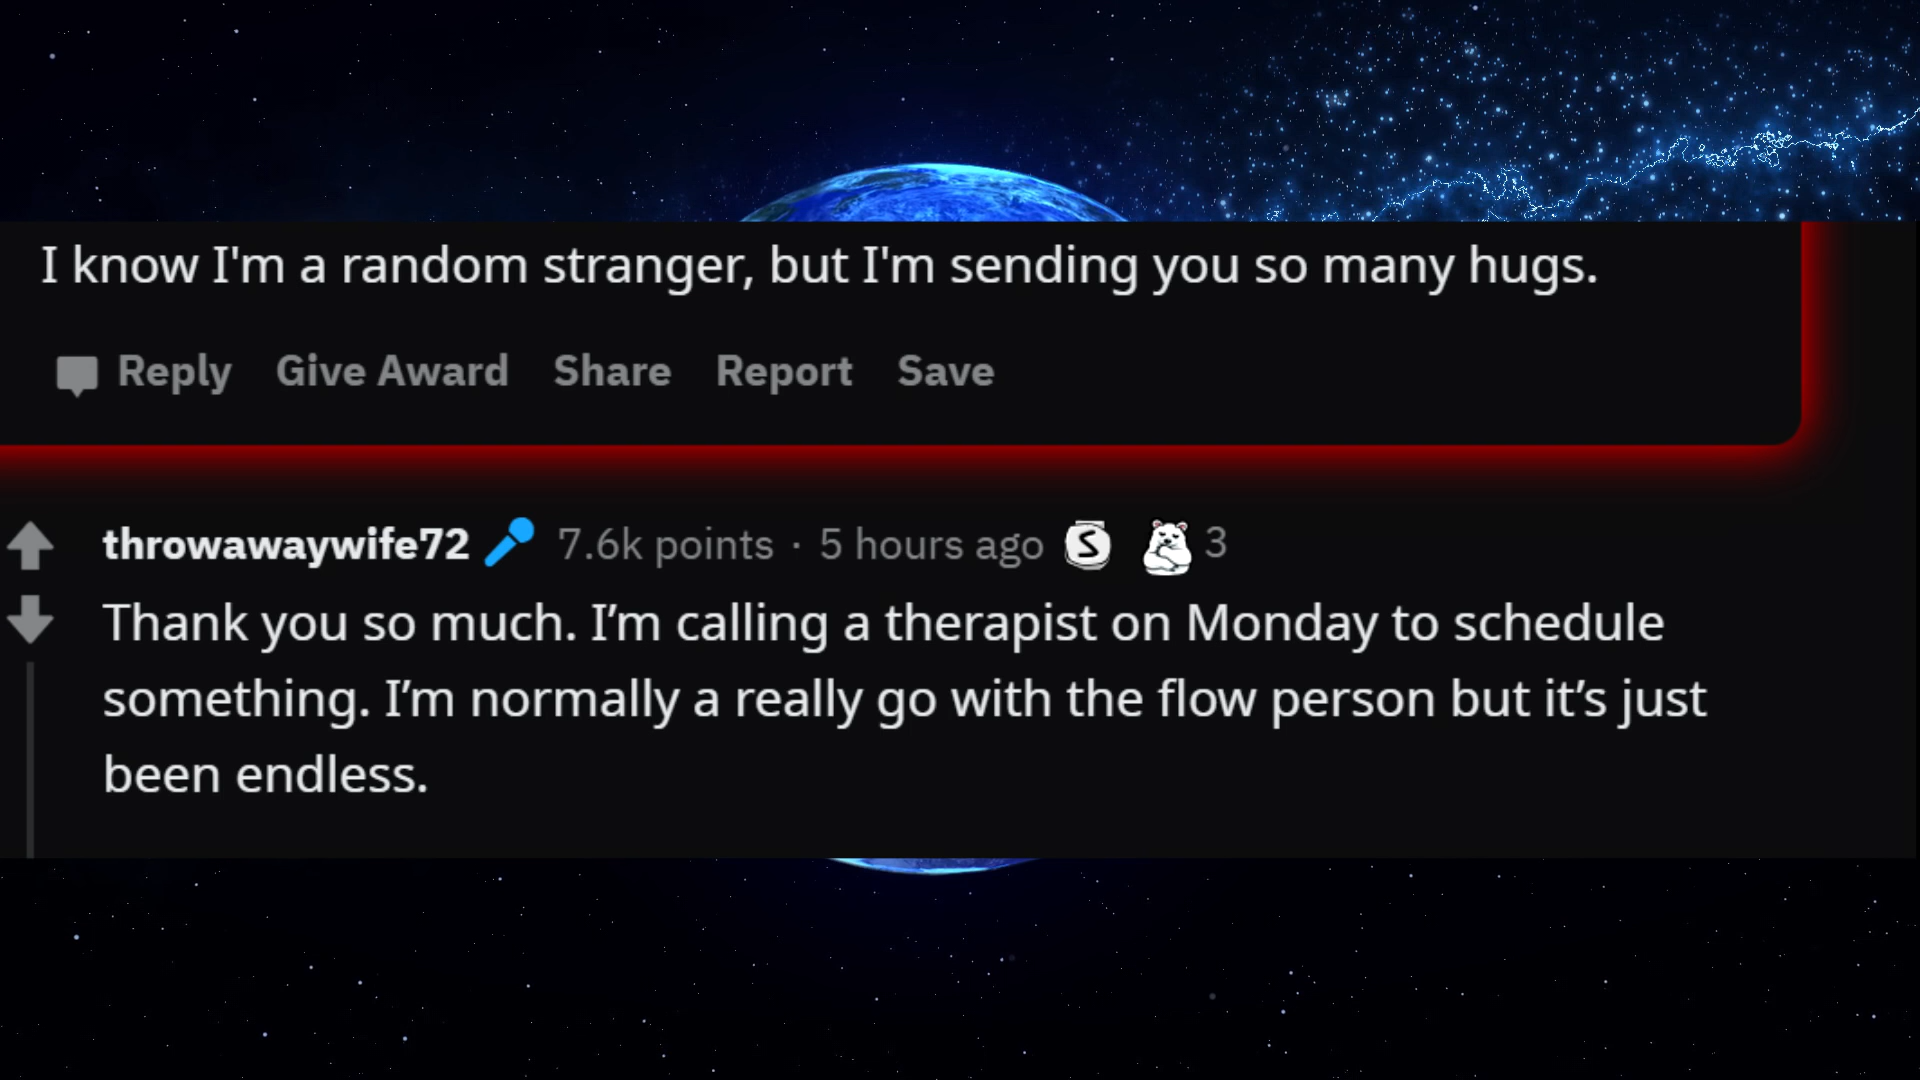 I know I'm a random stranger, but I'm sending you so many hugs.
Reply Give Award Share Report Save
throwawaywife72 7.6k points · 5 hours ago S 3
Thank you so much. I’m calling a therapist on Monday to schedule
something. I’m normally a really go with the flow person but it’s just
been endless.